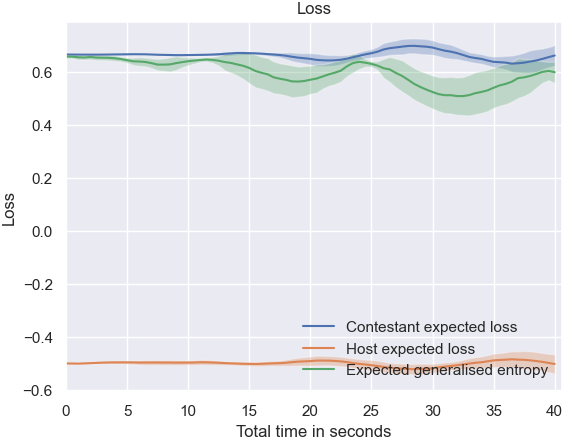 Loss
Loss
0.6
0.4
0.2
0.0
−0.2
−0.4
−0.6
Contestant expected loss
Host expected loss
Expected generalised entropy
0 5 10 15 20 25 30 35 40
Total time in seconds